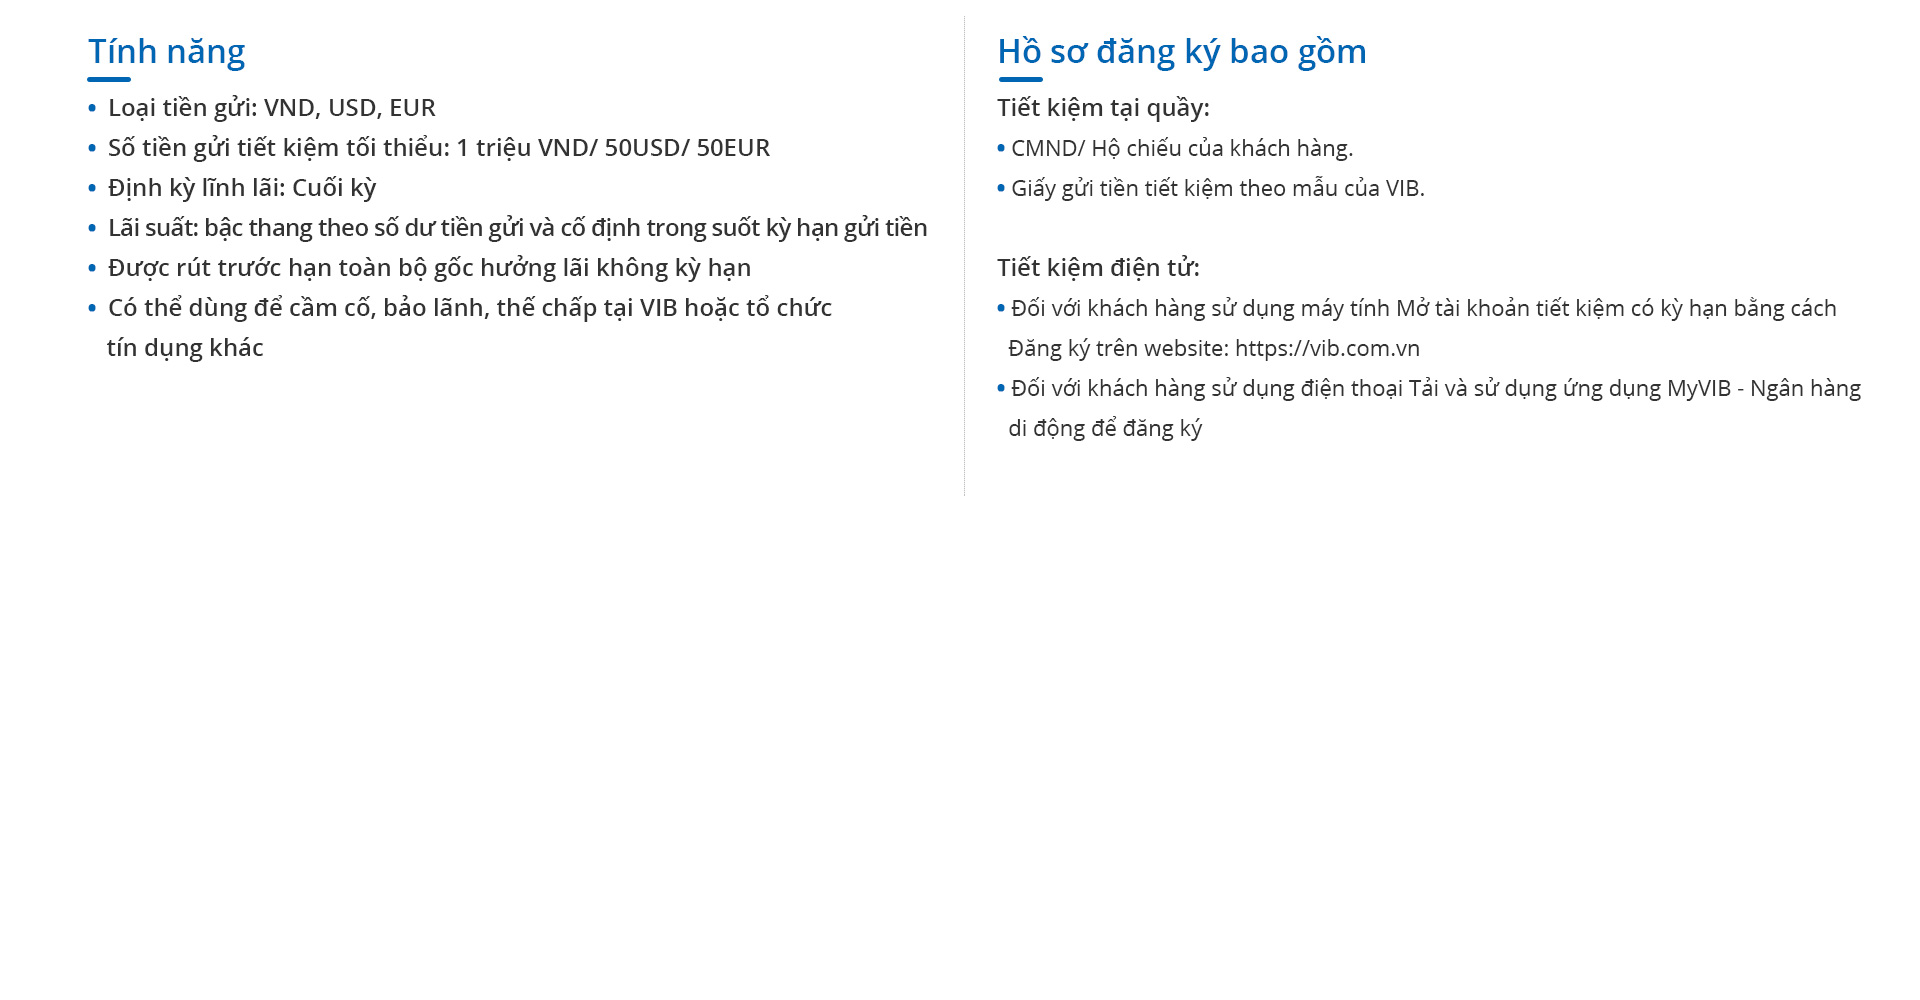 Tính năng
• Loại tiền gửi: VND, USD, EUR
• Số tiền gửi tiết kiệm tối thiểu: 1 triệu VND/ 50USD/ 50EUR
• Định kỳ lĩnh lãi: Cuối kỳ
• Lãi suất: bậc thang theo số dư tiền gửi và cố định trong suốt kỳ hạn gửi tiền
• Được rút trước hạn toàn bộ gốc hưởng lãi không kỳ hạn
• Có thể dùng để cầm cố, bảo lãnh, thế chấp tại VIB hoặc tổ chức
tín dụng khác
Hồ sơ đăng ký bao gồm
Tiết kiệm tại quầy:
• CMND/ Hộ chiếu của khách hàng.
• Giấy gửi tiền tiết kiệm theo mẫu của VIB.
Tiết kiệm điện tử:
• Đối với khách hàng sử dụng máy tính Mở tài khoản tiết kiệm có kỳ hạn bằng cách
Đăng ký trên website: https://vib.com.vn
• Đối với khách hàng sử dụng điện thoại Tải và sử dụng ứng dụng MyVIB - Ngân hàng
di động để đăng ký